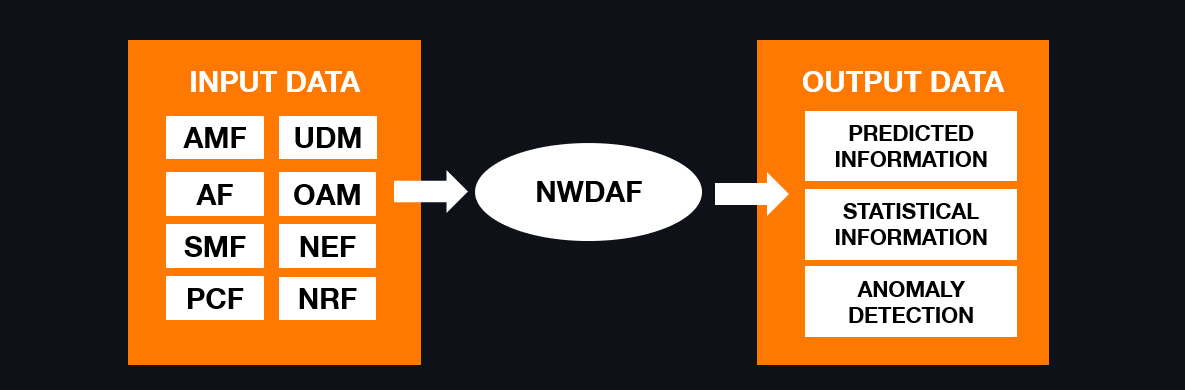 INPUT DATA
AMF
UDM
AF
OAM
SMF
NEF
PCF
NRF
NWDAF
OUTPUT DATA
PREDICTED
INFORMATION
STATISTICAL
INFORMATION
ANOMALY
DETECTION